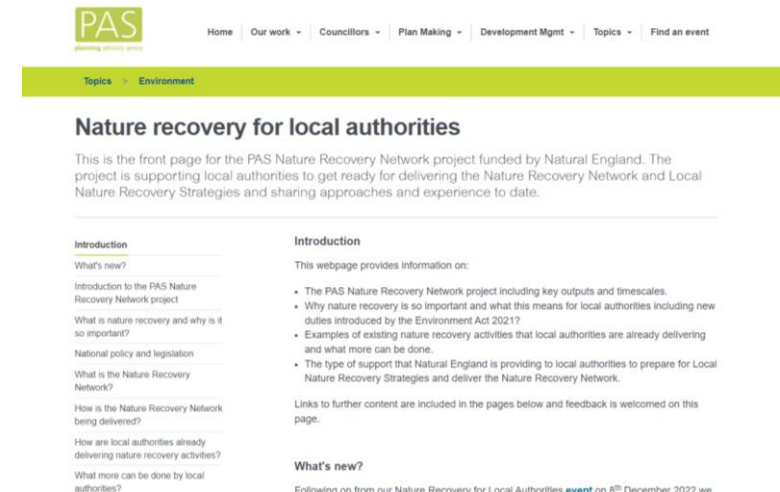 PAS
planning advisory service
Home Our work Councillors Plan Making Development Mgmt Topics Find an event
Topics > Environment
Nature recovery for local authorities
This is the front page for the PAS Nature Recovery Network project funded by Natural England. The
project is supporting local authorities to get ready for delivering the Nature Recovery Network and Local
Nature Recovery Strategies and sharing approaches and experience to date.
Introduction
What's new?
Introduction to the PAS Nature
Recovery Network project
What is nature recovery and why is it
so important?
National policy and legislation
What is the Nature Recovery
Network?
How is the Nature Recovery Network
being delivered?
How are local authorities already
delivering nature recovery activities?
What more can be done by local
authorities?
Introduction
This webpage provides information on:
• The PAS Nature Recovery Network project including key outputs and timescales.
• Why nature recovery is so important and what this means for local authorities including new
duties introduced by the Environment Act 2021?
• Examples of existing nature recovery activities that local authorities are already delivering
and what more can be done.
• The type of support that Natural England is providing to local authorities to prepare for Local
Nature Recovery Strategies and deliver the Nature Recovery Network.
Links to further content are included in the pages below and feedback is welcomed on this
page.
What's new?
Following on from our Nature Recovery for Local Authorities event on 8th December 2022 we